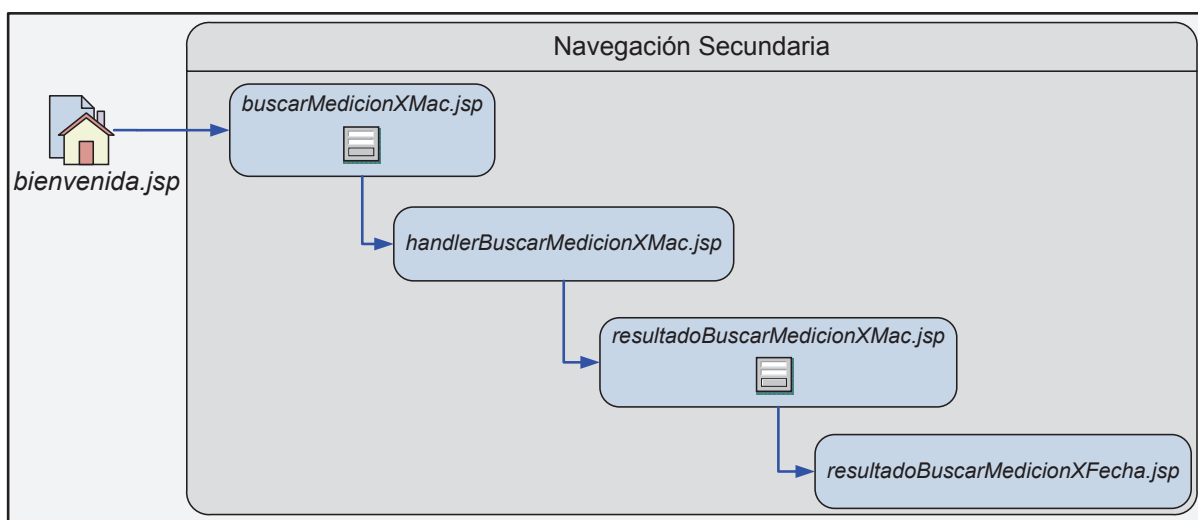 Navegación Secundaria
buscarMedicionXMac.jsp
bienvenida.jsp
handlerBuscarMedicionXMac.jsp
resultadoBuscarMedicionXMac.jsp
resultadoBuscarMedicionXFecha.jsp